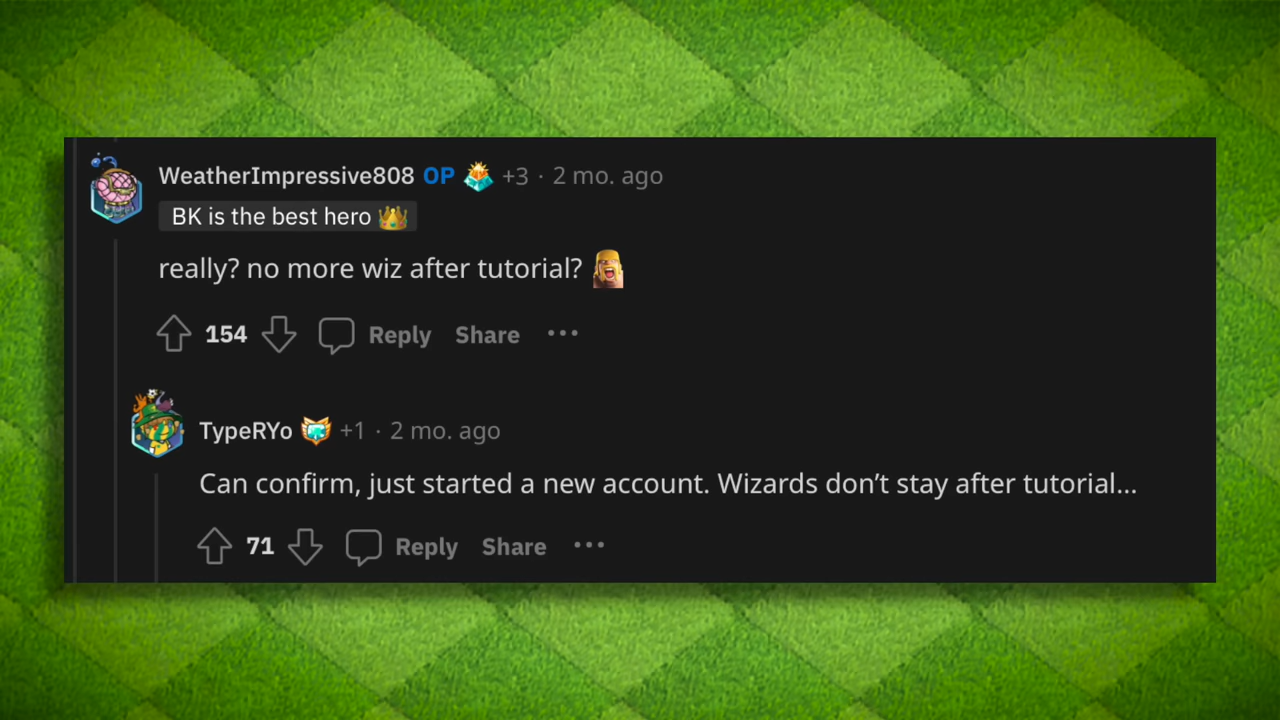 WeatherImpressive808 OP +3 · 2 mo. ago
BK is the best hero 👑
really? no more wiz after tutorial?
154 Reply Share ···
TypeRYo +1 · 2 mo. ago
Can confirm, just started a new account. Wizards don’t stay after tutorial...
71 Reply Share ···